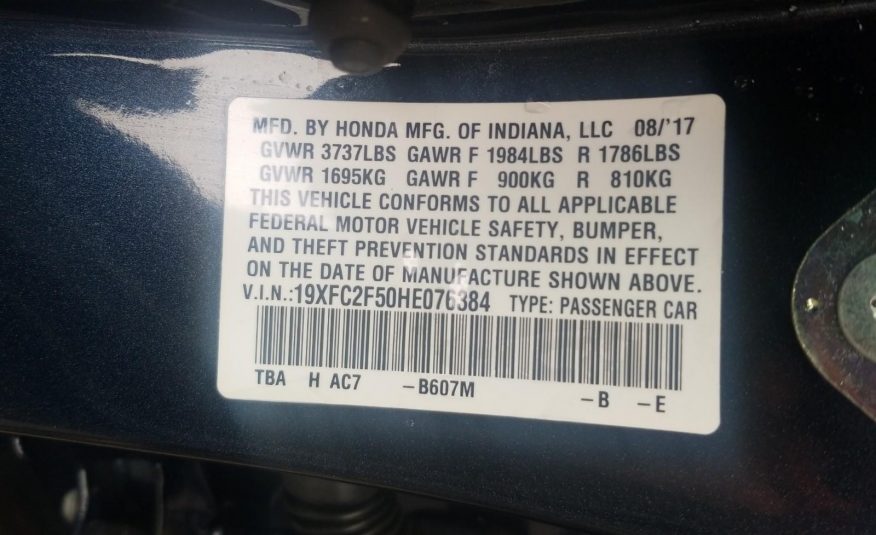 MFD. BY HONDA MFG. OF INDIANA, LLC 08/'17
GVWR 3737LBS GAWR F 1984LBS R 1786LBS
GVWR 1695KG GAWR F 900KG R 810KG
THIS VEHICLE CONFORMS TO ALL APPLICABLE
FEDERAL MOTOR VEHICLE SAFETY, BUMPER,
AND THEFT PREVENTION STANDARDS IN EFFECT
ON THE DATE OF MANUFACTURE SHOWN ABOVE.
V.I.N.:19XFC2F50HE076384 TYPE: PASSENGER CAR
TBA H AC7 –B607M –B –E